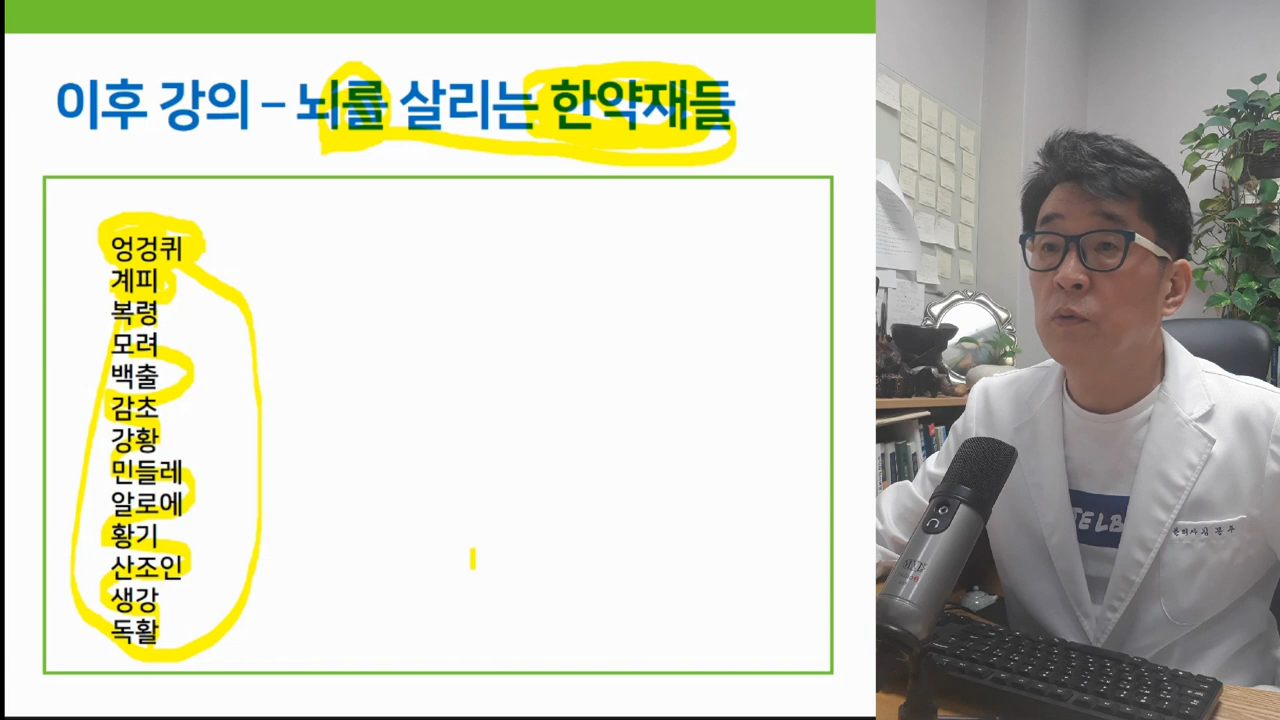 이후 강의 – 뇌를 살리는 한약재들
엉겅퀴
계피
복령
모려
백출
감초
강황
민들레
알로에
황기
산조인
생강
독활